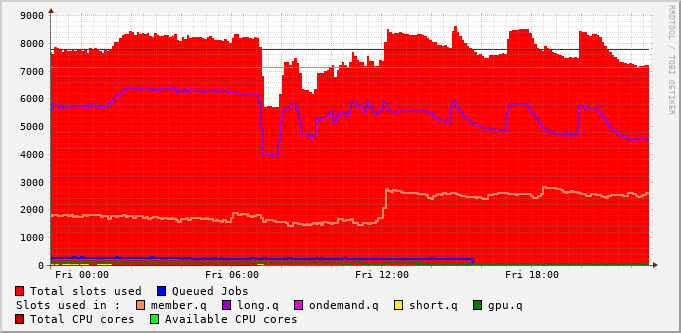 9000
8000
7000
6000
5000
4000
3000
2000
1000
0
Fri 00:00 Fri 06:00 Fri 12:00 Fri 18:00
RRDTOOL / TOBI OETIKER
Total slots used Queued Jobs
Slots used in : member.q long.q ondemand.q short.q gpu.q
Total CPU cores Available CPU cores